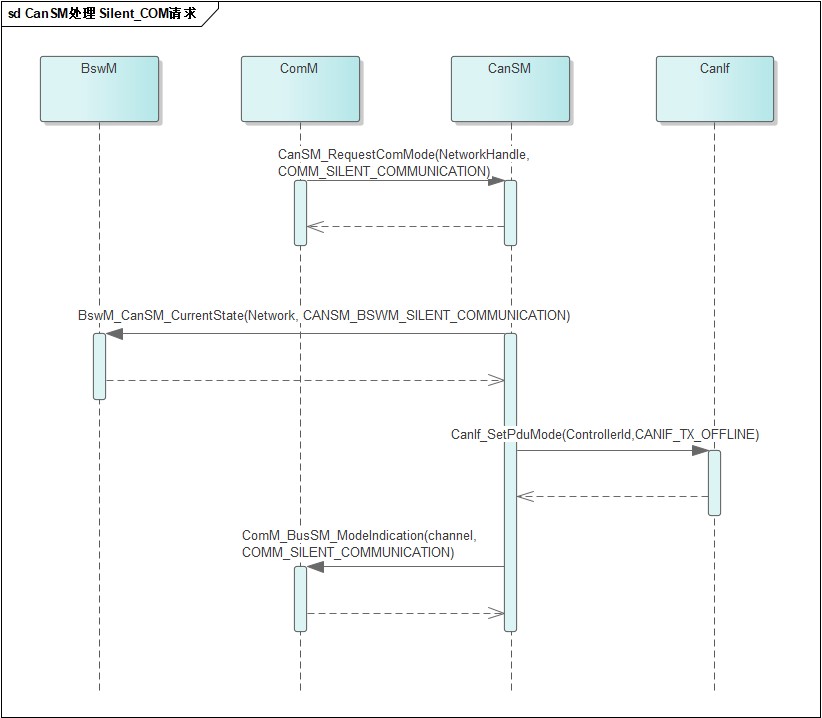 sd CanSM处理 Silent_COM请求
BswM
ComM
CanSM
CanIf
CanSM_RequestComMode(NetworkHandle,
COMM_SILENT_COMMUNICATION)
BswM_CanSM_CurrentState(Network, CANSM_BSWM_SILENT_COMMUNICATION)
CanIf_SetPduMode(ControllerId,CANIF_TX_OFFLINE)
ComM_BusSM_ModeIndication(channel,
COMM_SILENT_COMMUNICATION)